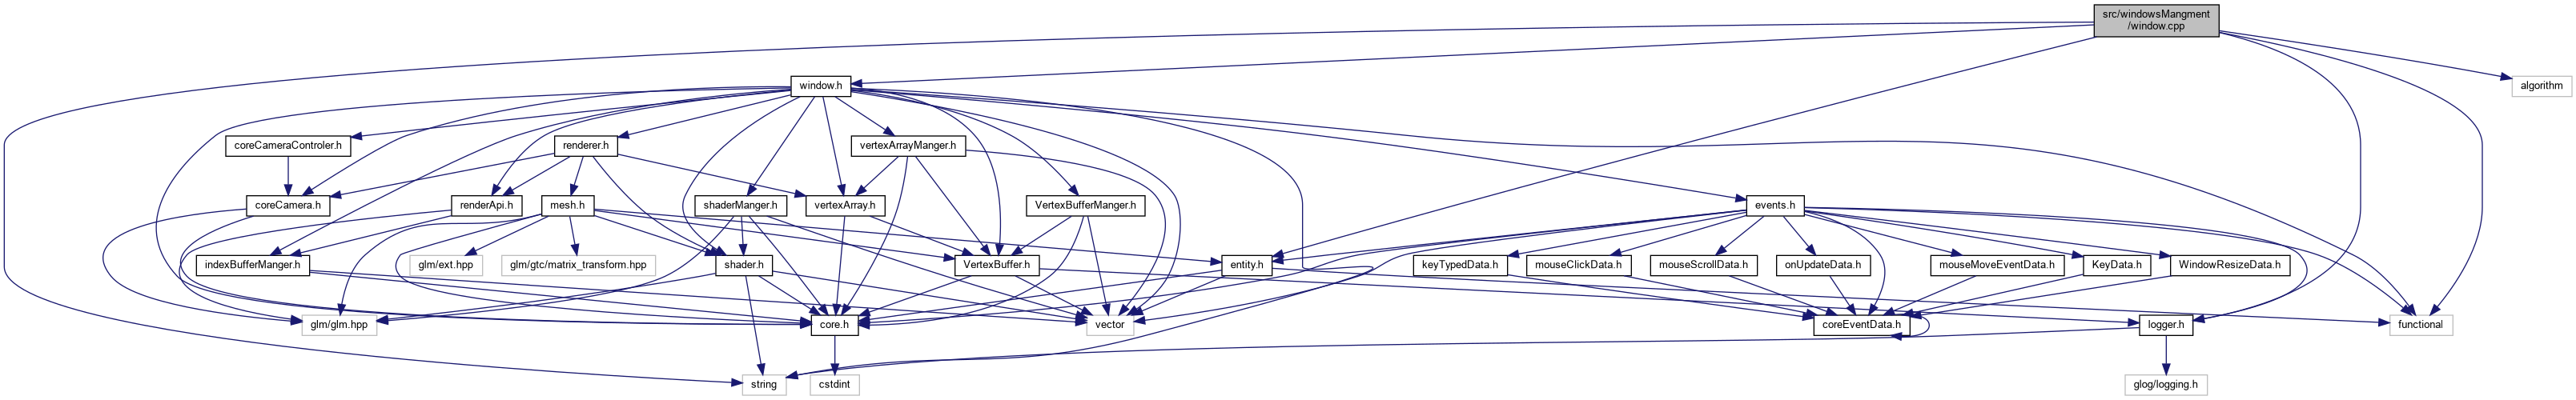 src/windowsMangment
/window.cpp
window.h
algorithm
coreCameraControler.h
renderer.h
vertexArrayManger.h
coreCamera.h
renderApi.h
mesh.h
shaderManger.h
vertexArray.h
VertexBufferManger.h
events.h
indexBufferManger.h
glm/ext.hpp
glm/gtc/matrix_transform.hpp
shader.h
VertexBuffer.h
entity.h
keyTypedData.h
mouseClickData.h
mouseScrollData.h
onUpdateData.h
mouseMoveEventData.h
KeyData.h
WindowResizeData.h
glm/glm.hpp
core.h
vector
coreEventData.h
logger.h
functional
string
cstdint
glog/logging.h